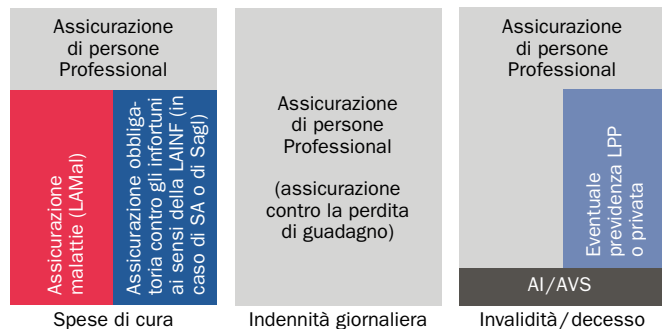 Assicurazione
di persone
Professional
Assicurazione
malattie (LAMal)
Assicurazione obbliga-
toria contro gli infortuni
ai sensi della LAINF (in
caso di SA o di Sagl)
Spese di cura
Assicurazione
di persone
Professional
(assicurazione
contro la perdita
di guadagno)
Indennità giornaliera
Assicurazione
di persone
Professional
Eventuale
previdenza LPP
o privata
AI/AVS
Invalidità/decesso